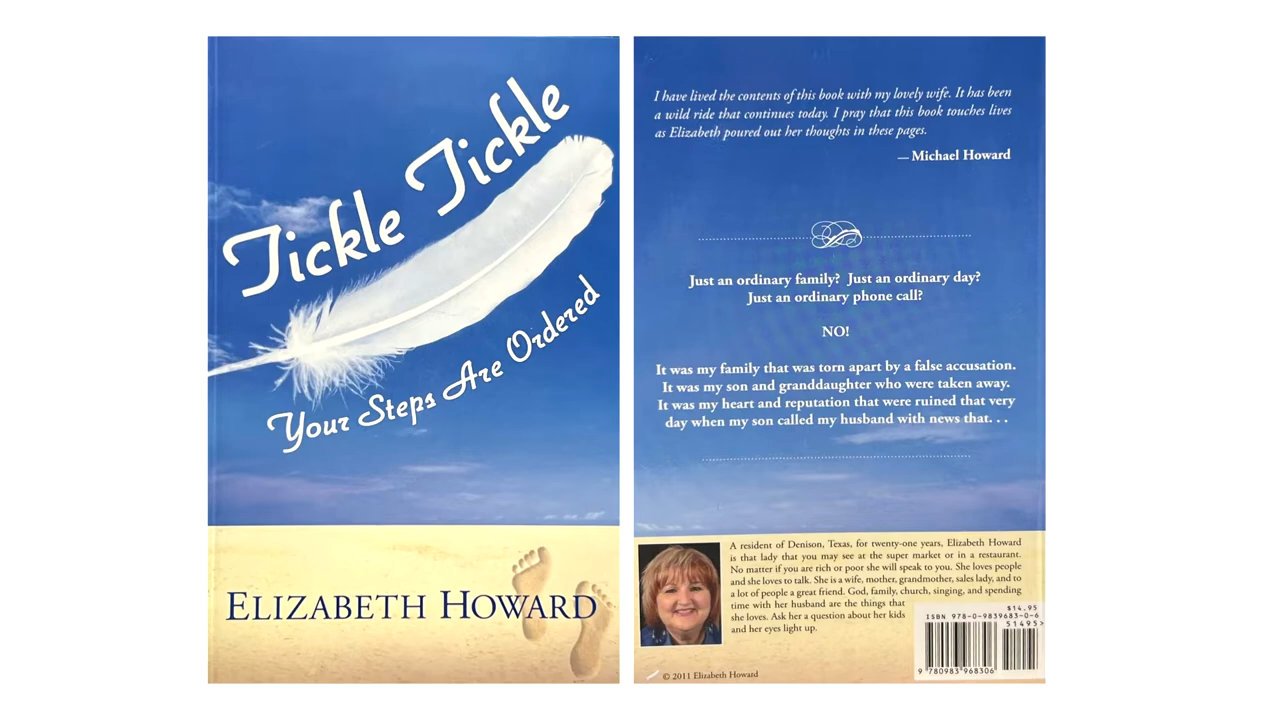 Tickle Tickle
Your Steps Are Ordered
ELIZABETH HOWARD
I have lived the contents of this book with my lovely wife. It has been
a wild ride that continues today. I pray that this book touches lives
as Elizabeth poured out her thoughts in these pages.
— Michael Howard
Just an ordinary family? Just an ordinary day?
Just an ordinary phone call?
NO!
It was my family that was torn apart by a false accusation.
It was my son and granddaughter who were taken away.
It was my heart and reputation that were ruined that very
day when my son called my husband with news that. . .
A resident of Denison, Texas, for twenty-one years, Elizabeth Howard
is that lady that you may see at the super market or in a restaurant.
No matter if you are rich or poor she will speak to you. She loves people
and she loves to talk. She is a wife, mother, grandmother, sales lady, and to
a lot of people a great friend. God, family, church, singing, and spending
time with her husband are the things that
she loves. Ask her a question about her kids
and her eyes light up.
$14.95
ISBN 978-0-9839683-0-6
51495>
9 780983 968306
© 2011 Elizabeth Howard